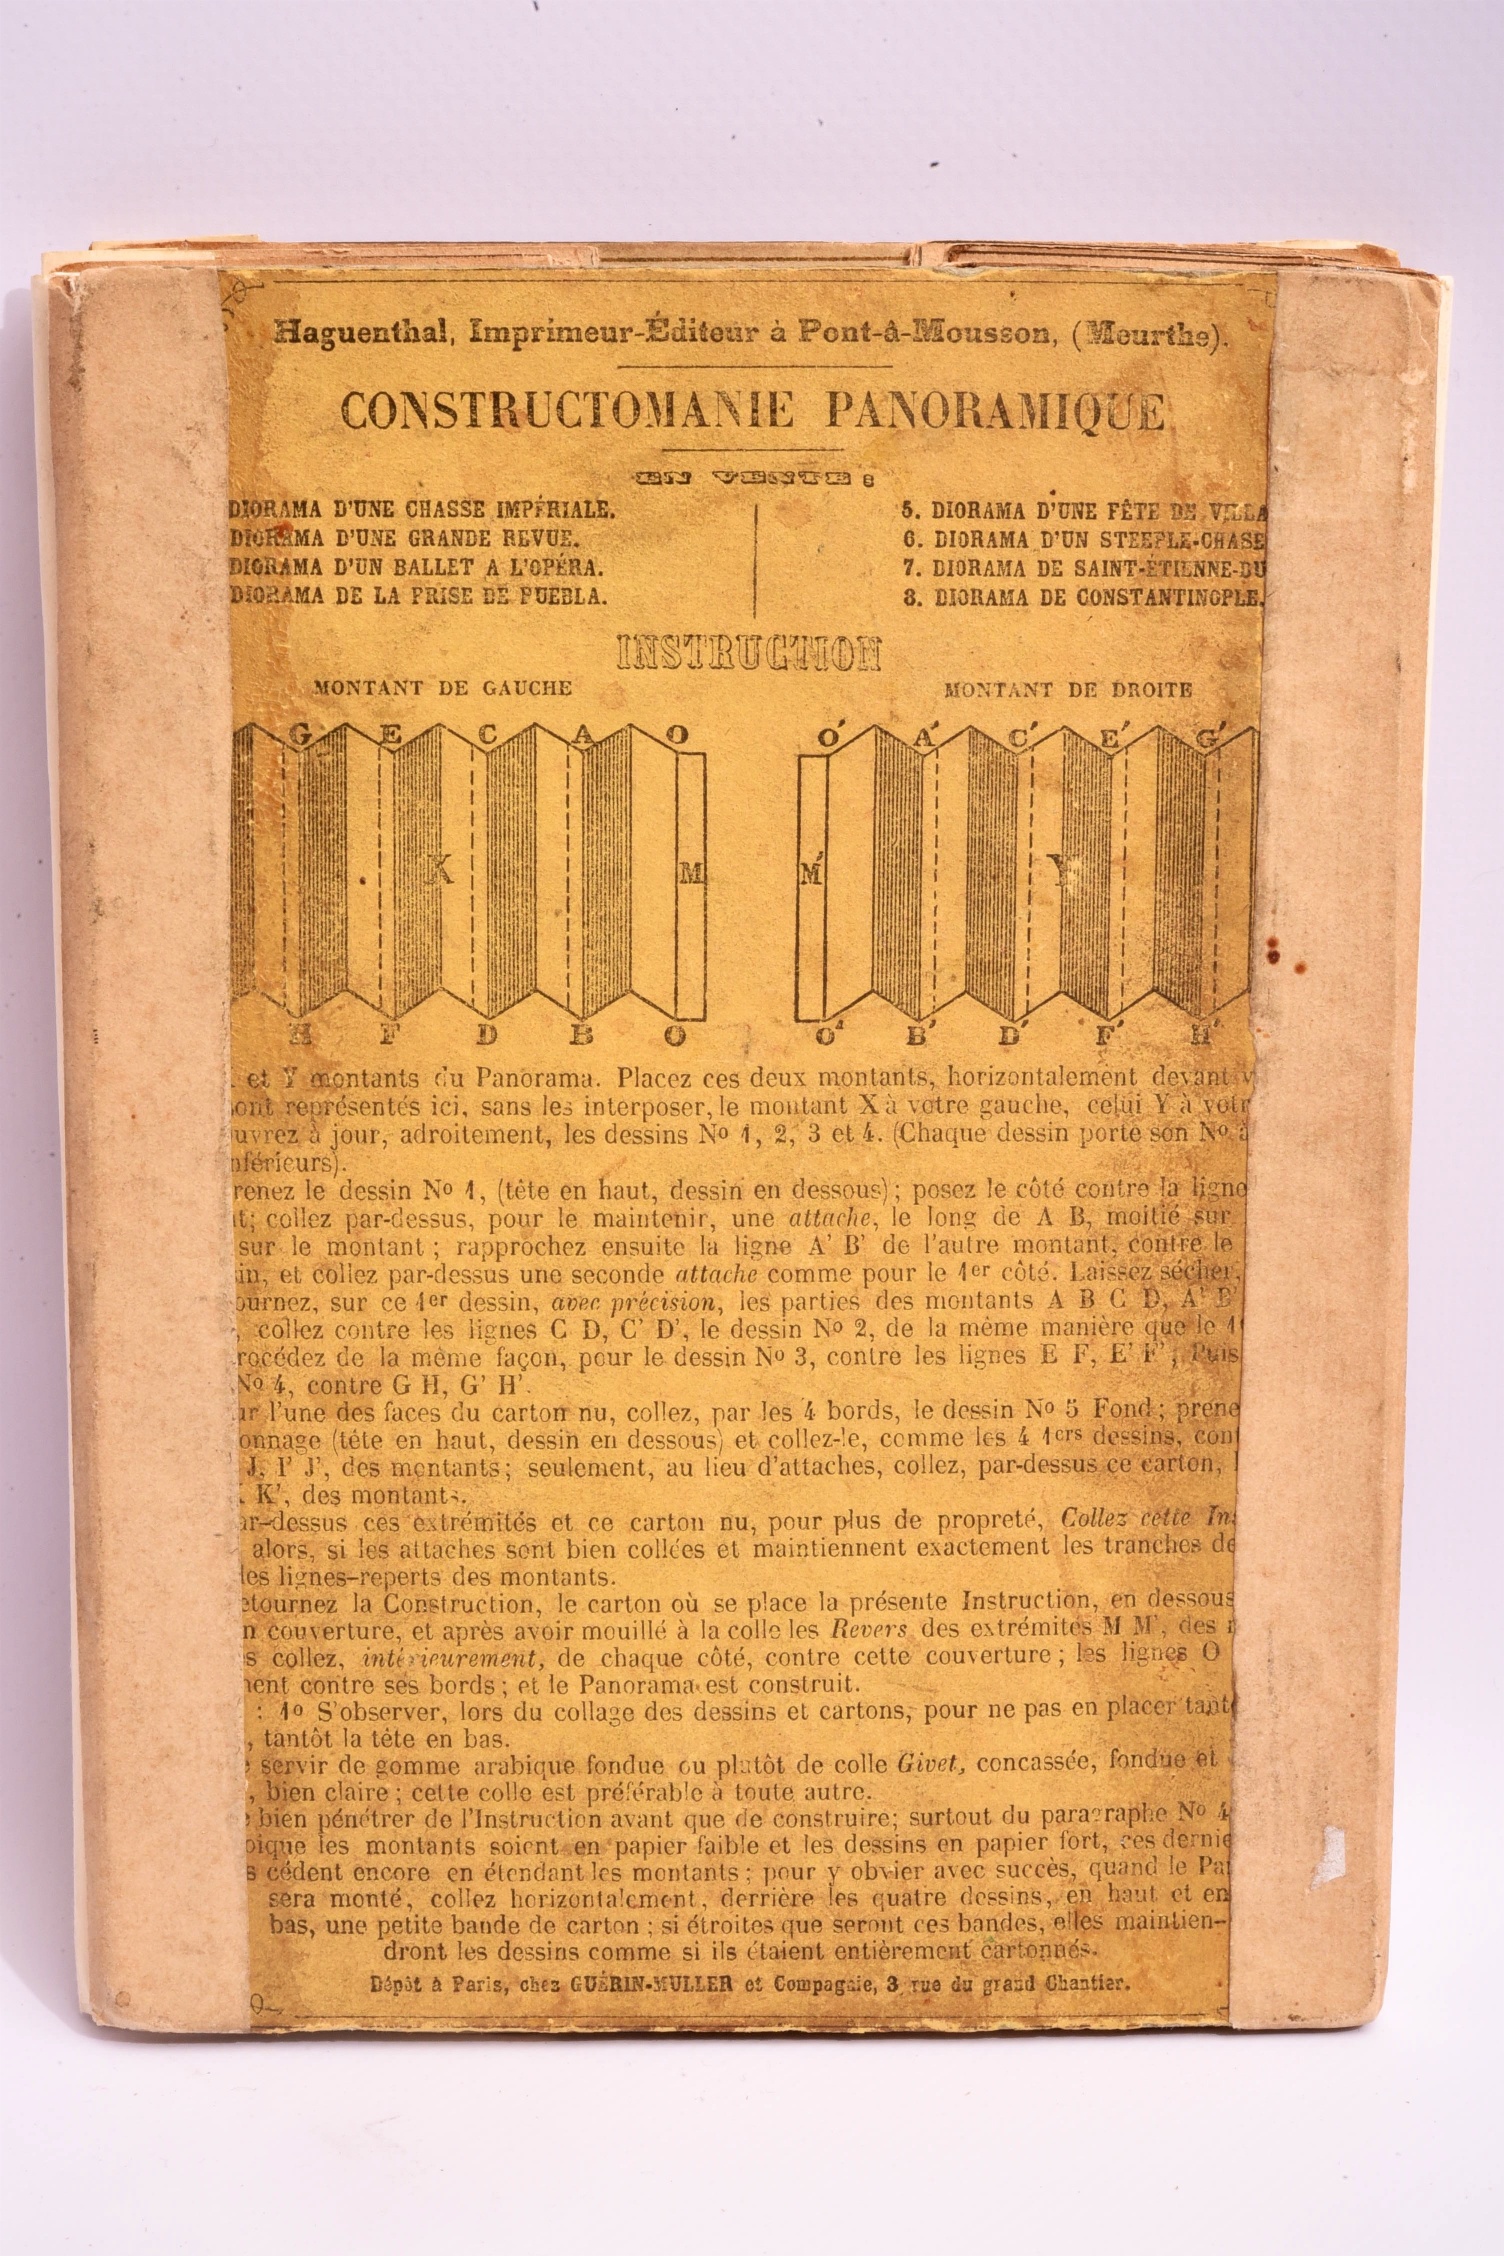 Haguenthal, Imprimeur-Éditeur à Pont-à-Mousson, (Meurthe).
CONSTRUCTOMANIE PANORAMIQUE
EN VENTE :
DIORAMA D'UNE CHASSE IMPÉRIALE.
DIORAMA D'UNE GRANDE REVUE.
DIORAMA D'UN BALLET A L'OPÉRA.
DIORAMA DE LA PRISE DE PUEBLA.
5. DIORAMA D'UNE FÊTE DE VILLA
6. DIORAMA D'UN STEEPLE-CHASE
7. DIORAMA DE SAINT-ÉTIENNE-DU
8. DIORAMA DE CONSTANTINOPLE.
INSTRUCTION
MONTANT DE GAUCHE
MONTANT DE DROITE
G E C A O
O' A' C' E' G'
X M
M' Y
H F D B O
O' B' D' F' H'
et Y montants du Panorama. Placez ces deux montants, horizontalement devant v
ont représentés ici, sans les interposer, le montant X à votre gauche, celui Y à votr
uvrez à jour, adroitement, les dessins No 1, 2, 3 et 4. (Chaque dessin porte son No à
nférieurs).
renez le dessin No 1, (tête en haut, dessin en dessous) ; posez le côté contre la ligne
t; collez par-dessus, pour le maintenir, une attache, le long de A B, moitié sur
sur le montant ; rapprochez ensuite la ligne A' B' de l'autre montant, contre le
in, et collez par-dessus une seconde attache comme pour le 1er côté. Laissez sécher,
ournez, sur ce 1er dessin, avec précision, les parties des montants A B C D, A' B'
, collez contre les lignes C D, C' D', le dessin No 2, de la même manière que le 1
rocédez de la même façon, pour le dessin No 3, contre les lignes E F, E' F' ; Puis
No 4, contre G H, G' H'.
ur l'une des faces du carton nu, collez, par les 4 bords, le dessin No 5 Fond ; prene
onnage (tête en haut, dessin en dessous) et collez-le, comme les 4 1ers dessins, con
J, I' J', des montants ; seulement, au lieu d'attaches, collez, par-dessus ce carton,
K', des montants.
ar-dessus ces extrémités et ce carton nu, pour plus de propreté, Collez cette Ins
alors, si les attaches sont bien collées et maintiennent exactement les tranches de
les lignes-reports des montants.
etournez la Construction, le carton où se place la présente Instruction, en dessous
n couverture, et après avoir mouillé à la colle les Revers des extrémités M M', des
s collez, intérieurement, de chaque côté, contre cette couverture ; les lignes O
ient contre ses bords ; et le Panorama est construit.
: 1o S'observer, lors du collage des dessins et cartons, pour ne pas en placer tant
, tantôt la tête en bas.
servir de gomme arabique fondue ou plutôt de colle Givet, concassée, fondue et
, bien claire ; cette colle est préférable à toute autre.
bien pénétrer de l'Instruction avant que de construire; surtout du paragraphe No 4
oique les montants soient en papier faible et les dessins en papier fort, ces dernie
s cédent encore en étendant les montants ; pour y obvier avec succès, quand le Pa
sera monté, collez horizontalement, derrière les quatre dessins, en haut et en
bas, une petite bande de carton ; si étroites que seront ces bandes, elles maintien-
dront les dessins comme si ils étaient entièrement cartonnés.
Dépôt à Paris, chez GUÉRIN-MULLER et Compagnie, 3, rue du grand Chantier.